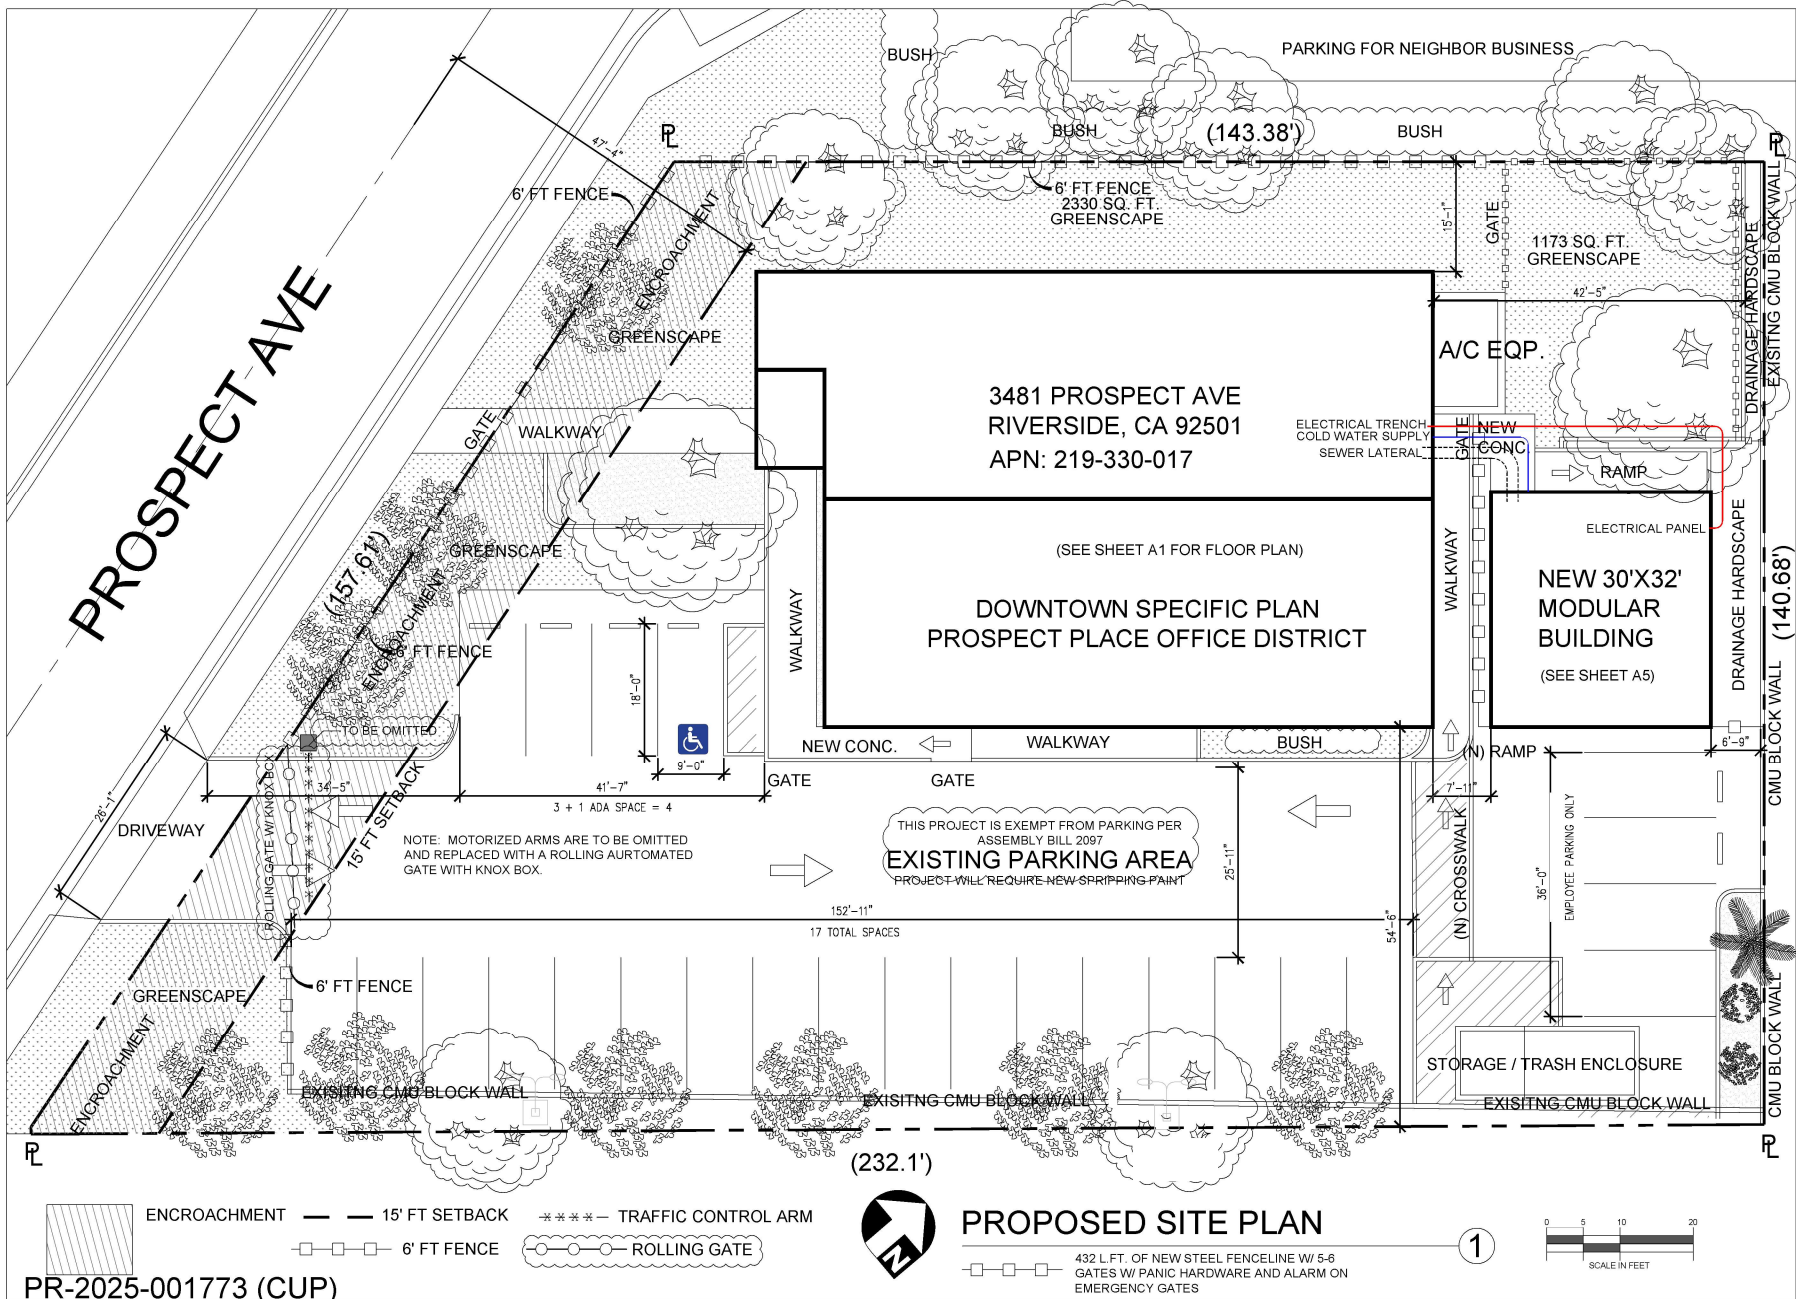 BUSH
PARKING FOR NEIGHBOR BUSINESS
BUSH
(143.38')
BUSH
PL
PL
47'-4"
6' FT FENCE
6' FT FENCE
2330 SQ. FT.
GREENSCAPE
15'-1"
GATE
1173 SQ. FT.
GREENSCAPE
42'-5"
DRAINAGE HARDSCAPE
EXISITING CMU BLOCK WALL
ENCROACHMENT
GREENSCAPE
PROSPECT AVE
A/C EQP.
3481 PROSPECT AVE
RIVERSIDE, CA 92501
APN: 219-330-017
ELECTRICAL TRENCH
COLD WATER SUPPLY
SEWER LATERAL
GATE
NEW
CONC.
RAMP
GATE
WALKWAY
ELECTRICAL PANEL
GREENSCAPE
(157.61')
ENCROACHMENT
6' FT FENCE
WALKWAY
(SEE SHEET A1 FOR FLOOR PLAN)
DOWNTOWN SPECIFIC PLAN
PROSPECT PLACE OFFICE DISTRICT
WALKWAY
NEW 30'X32'
MODULAR
BUILDING
(SEE SHEET A5)
DRAINAGE HARDSCAPE
(140.68')
CMU BLOCK WALL
18'-0"
TO BE OMITTED
9'-0"
NEW CONC.
WALKWAY
BUSH
(N) RAMP
6'-9"
GATE
GATE
34'-5"
41'-7"
3 + 1 ADA SPACE = 4
7'-11"
26'-1"
DRIVEWAY
ROLLING GATE W/ KNOX BOX
15' FT SETBACK
NOTE: MOTORIZED ARMS ARE TO BE OMITTED
AND REPLACED WITH A ROLLING AURTOMATED
GATE WITH KNOX BOX.
THIS PROJECT IS EXEMPT FROM PARKING PER
ASSEMBLY BILL 2097
EXISTING PARKING AREA
PROJECT WILL REQUIRE NEW SPRIPPING PAINT
25'-11"
54'-6"
(N) CROSSWALK
36'-0"
EMPLOYEE PARKING ONLY
152'-11"
17 TOTAL SPACES
6' FT FENCE
GREENSCAPE
ENCROACHMENT
CMU BLOCK WALL
STORAGE / TRASH ENCLOSURE
EXISITNG CMU BLOCK WALL
EXISITNG CMU BLOCK WALL
EXISITNG CMU BLOCK WALL
PL
PL
(232.1')
ENCROACHMENT
15' FT SETBACK
TRAFFIC CONTROL ARM
6' FT FENCE
ROLLING GATE
PR-2025-001773 (CUP)
N
PROPOSED SITE PLAN
1
432 L.FT. OF NEW STEEL FENCELINE W/ 5-6
GATES W/ PANIC HARDWARE AND ALARM ON
EMERGENCY GATES
0 5 10 20
SCALE IN FEET